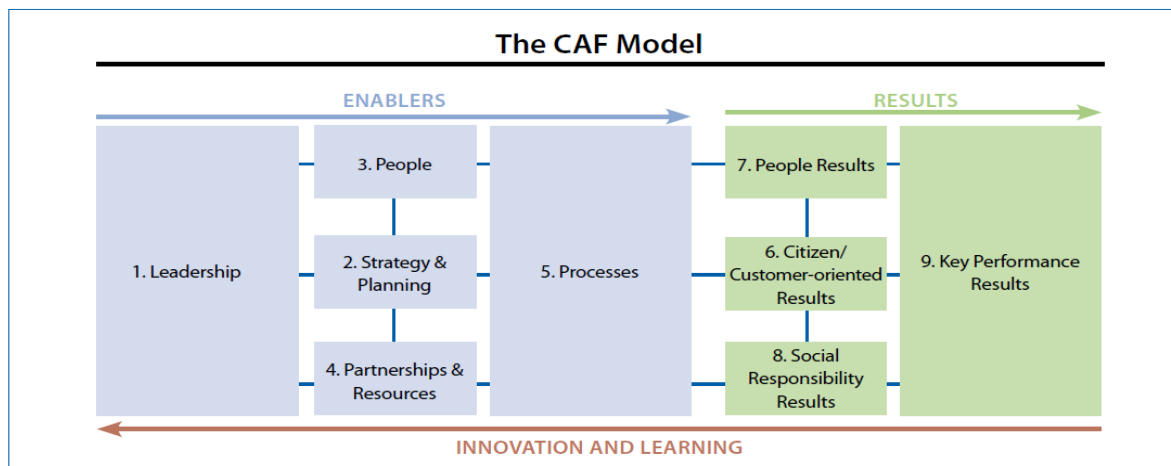 The CAF Model
ENABLERS
RESULTS
1. Leadership
3. People
2. Strategy &
Planning
4. Partnerships &
Resources
5. Processes
7. People Results
6. Citizen/
Customer-oriented
Results
8. Social
Responsibility
Results
9. Key Performance
Results
INNOVATION AND LEARNING